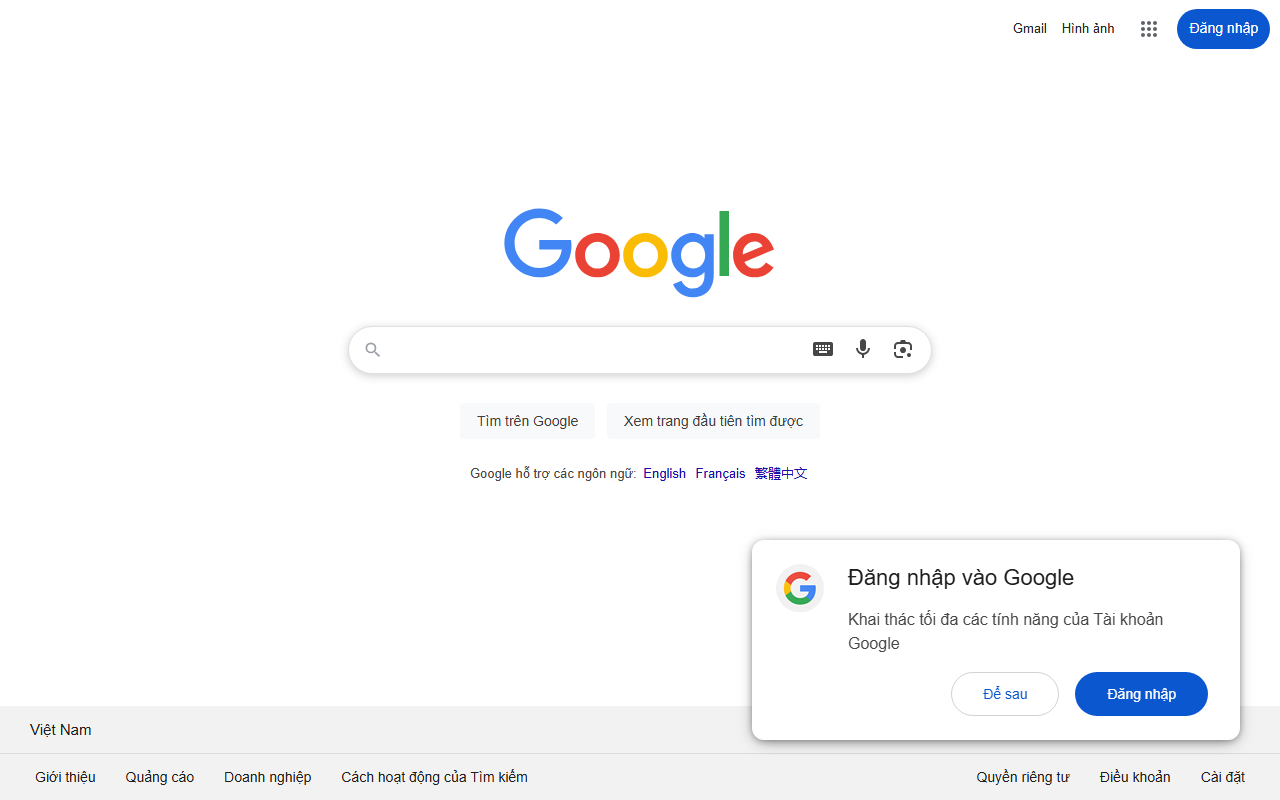 Gmail Hình ảnh Đăng nhập
Google
Tìm trên Google Xem trang đầu tiên tìm được
Google hỗ trợ các ngôn ngữ: English Français 繁體中文
Đăng nhập vào Google
Khai thác tối đa các tính năng của Tài khoản
Google
Để sau Đăng nhập
Việt Nam
Giới thiệu Quảng cáo Doanh nghiệp Cách hoạt động của Tìm kiếm Quyền riêng tư Điều khoản Cài đặt